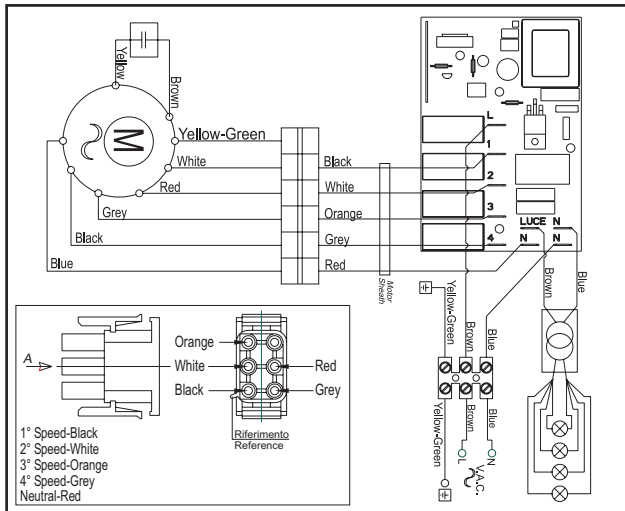 Yellow
Brown
M
Yellow-Green
White
Red
Grey
Black
Blue
Black
White
Orange
Grey
Red
Motor
Sheath
L
1
2
3
4
LUCE N
N N
Brown
Blue
Yellow-Green
Brown
Blue
Yellow-Green
Brown
Blue
L
N
V.A.C.
A
Orange
White
Black
Red
Grey
Riferimento
Reference
1° Speed-Black
2° Speed-White
3° Speed-Orange
4° Speed-Grey
Neutral-Red